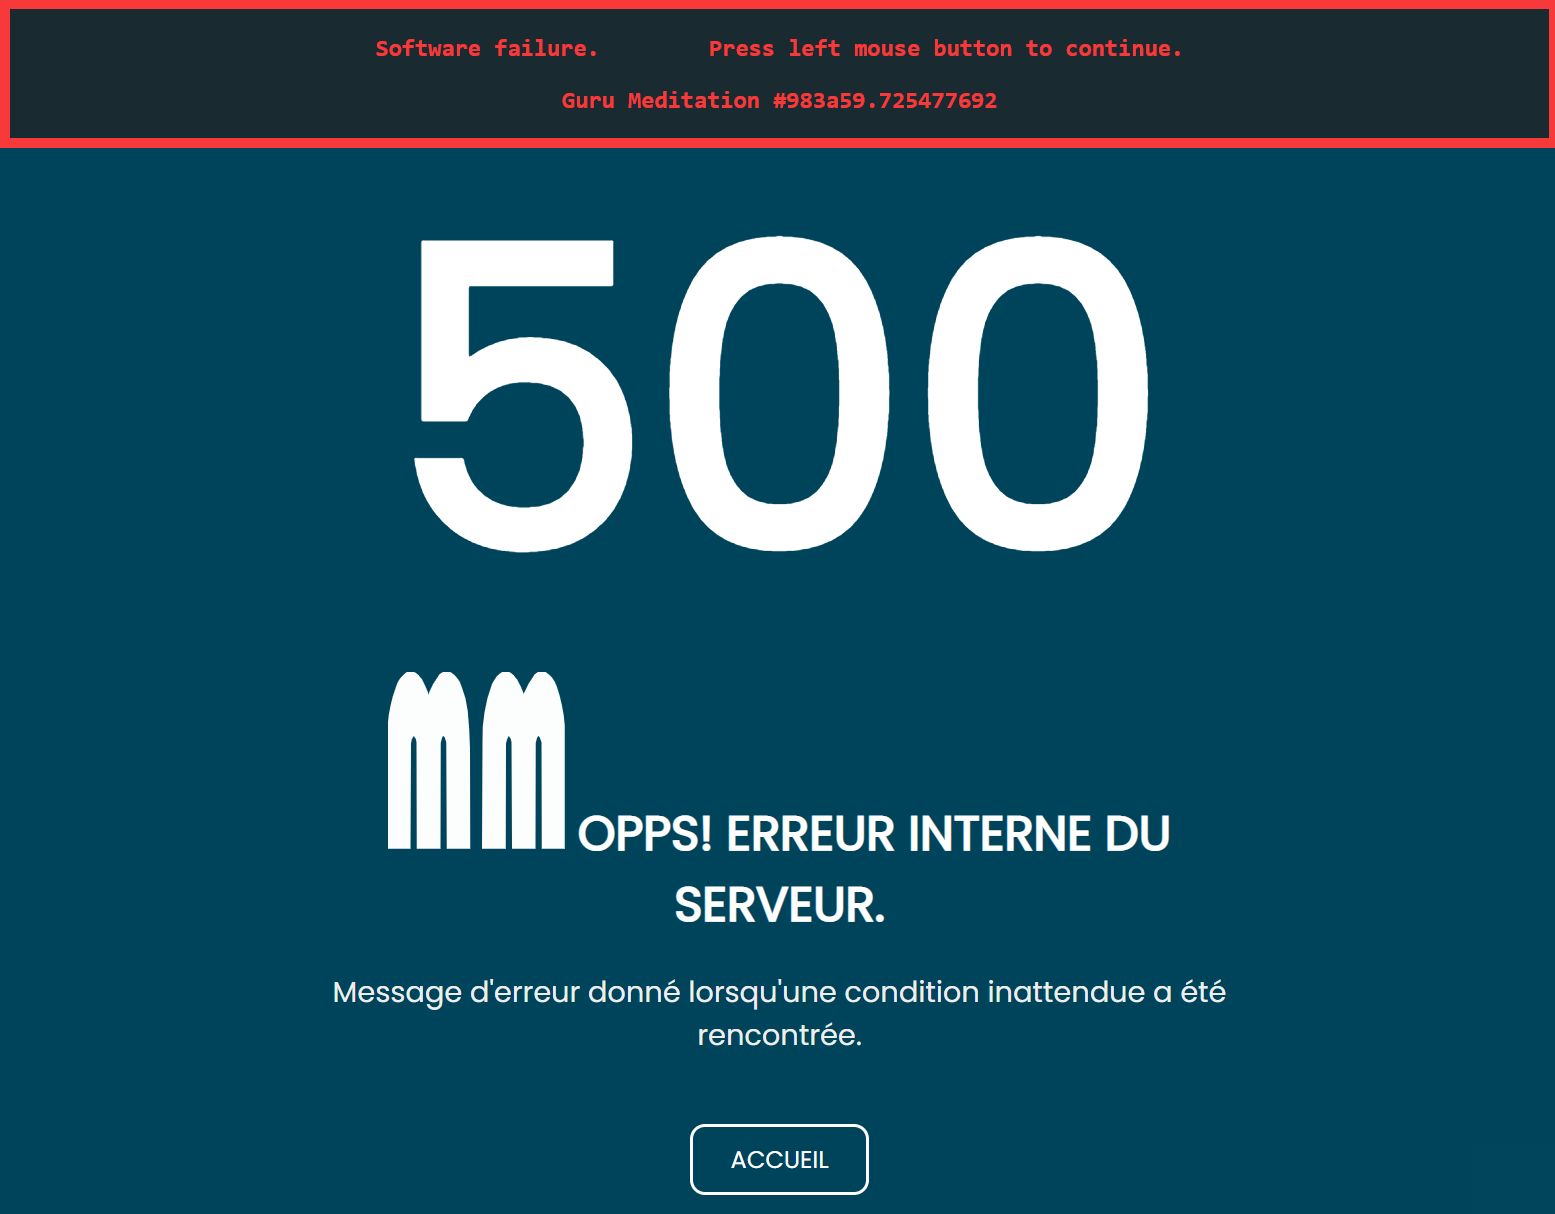 Software failure. Press left mouse button to continue.
Guru Meditation #983a59.725477692
500
OPPS! ERREUR INTERNE DU
SERVEUR.
Message d'erreur donné lorsqu'une condition inattendue a été
rencontrée.
ACCUEIL